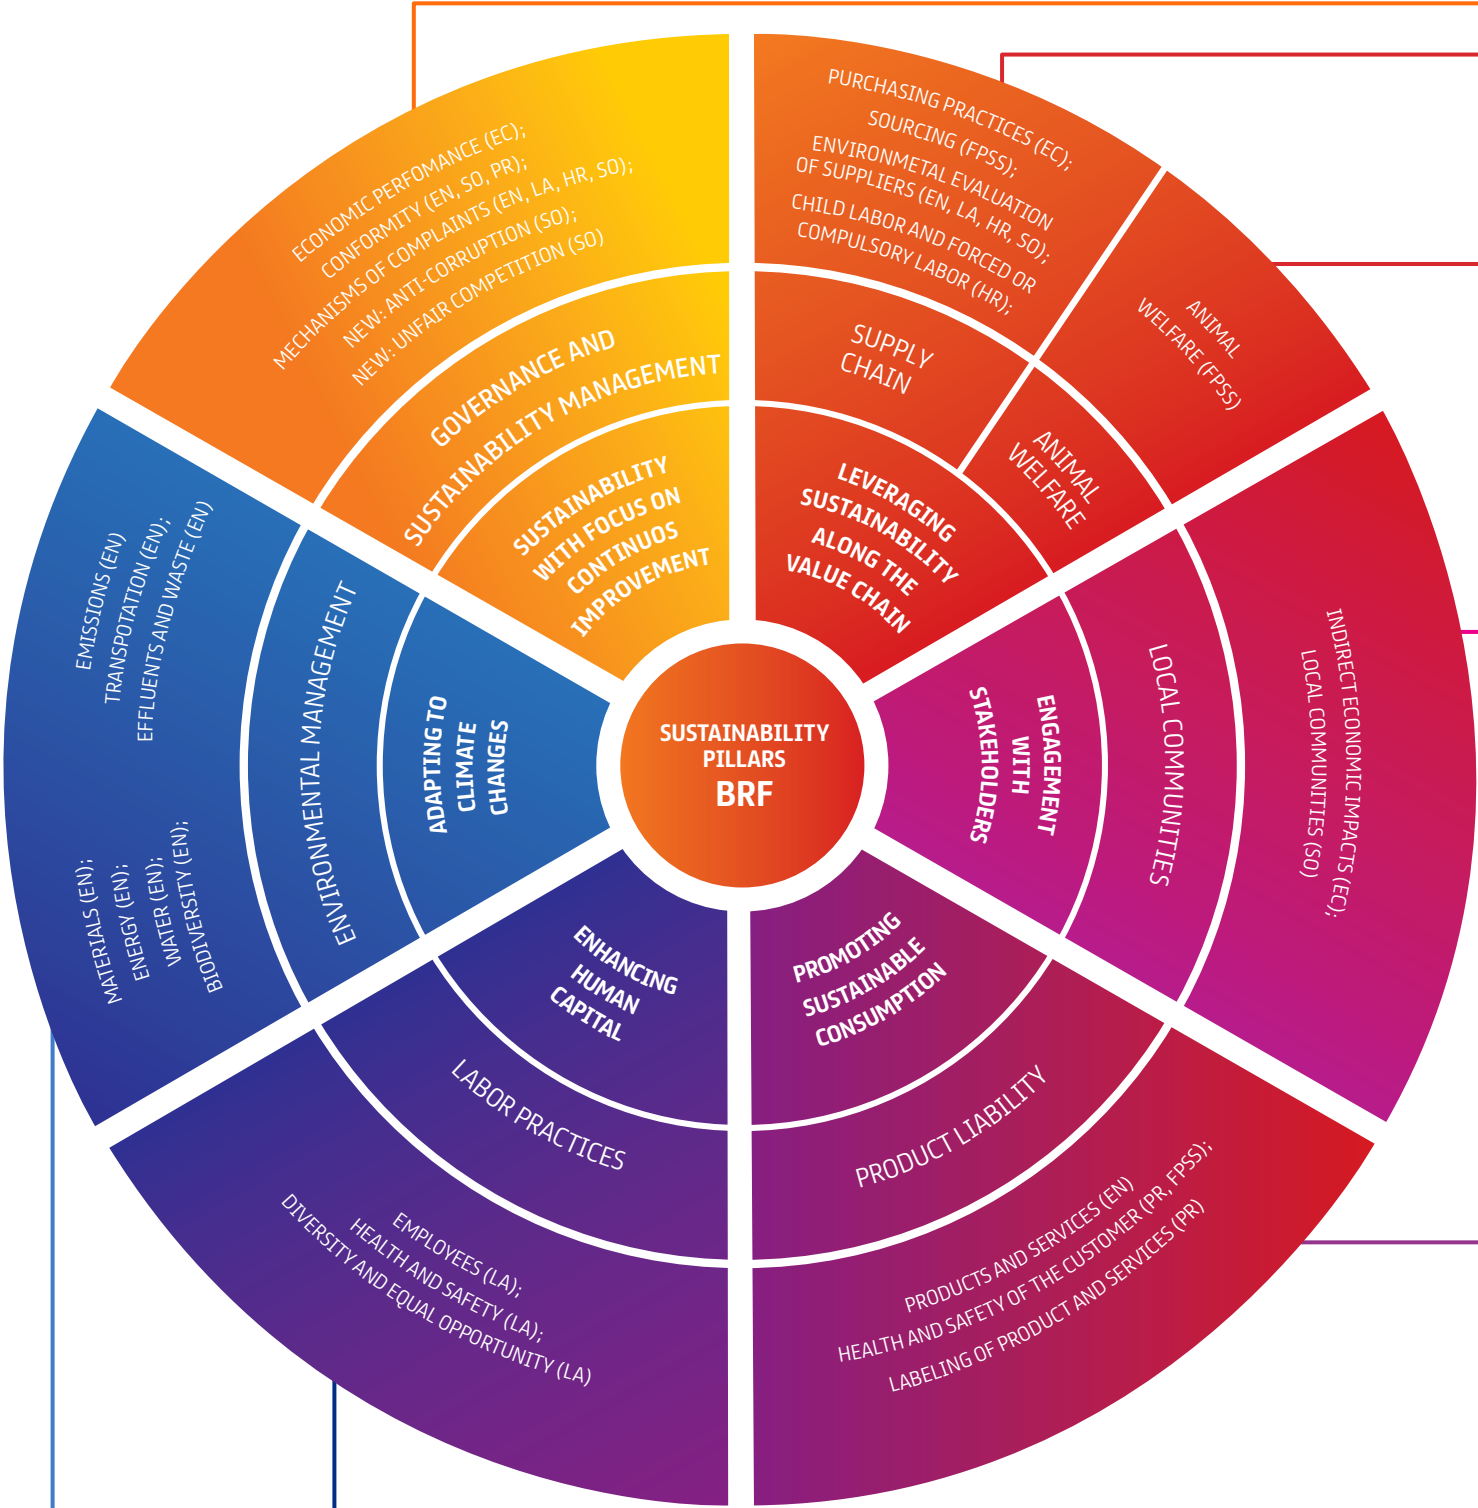 SUSTAINABILITY
PILLARS
BRF
PURCHASING PRACTICES (EC);
SOURCING (FPSS);
ENVIRONMETAL EVALUATION
OF SUPPLIERS (EN, LA, HR, SO);
CHILD LABOR AND FORCED OR
COMPULSORY LABOR (HR);
SUPPLY
CHAIN
ANIMAL
WELFARE (FPSS)
ANIMAL
WELFARE
LEVERAGING
SUSTAINABILITY
ALONG THE
VALUE CHAIN
INDIRECT ECONOMIC IMPACTS (EC);
LOCAL COMMUNITIES (SO)
LOCAL COMMUNITIES
ENGAGEMENT
WITH
STAKEHOLDERS
PROMOTING
SUSTAINABLE
CONSUMPTION
PRODUCT LIABILITY
PRODUCTS AND SERVICES (EN)
HEALTH AND SAFETY OF THE CUSTOMER (PR, FPSS);
LABELING OF PRODUCT AND SERVICES (PR)
ENHANCING
HUMAN
CAPITAL
LABOR PRACTICES
EMPLOYEES (LA);
HEALTH AND SAFETY (LA);
DIVERSITY AND EQUAL OPPORTUNITY (LA)
EMISSIONS (EN)
TRANSPOTATION (EN);
EFFLUENTS AND WASTE (EN)
MATERIALS (EN);
ENERGY (EN);
WATER (EN);
BIODIVERSITY (EN);
ENVIRONMENTAL MANAGEMENT
ADAPTING TO
CLIMATE
CHANGES
ECONOMIC PERFOMANCE (EC);
CONFORMITY (EN, SO, PR);
MECHANISMS OF COMPLAINTS (EN, LA, HR, SO);
NEW: ANTI-CORRUPTION (SO);
NEW: UNFAIR COMPETITION (SO)
GOVERNANCE AND
SUSTAINABILITY MANAGEMENT
SUSTAINABILITY
WITH FOCUS ON
CONTINUOS
IMPROVEMENT